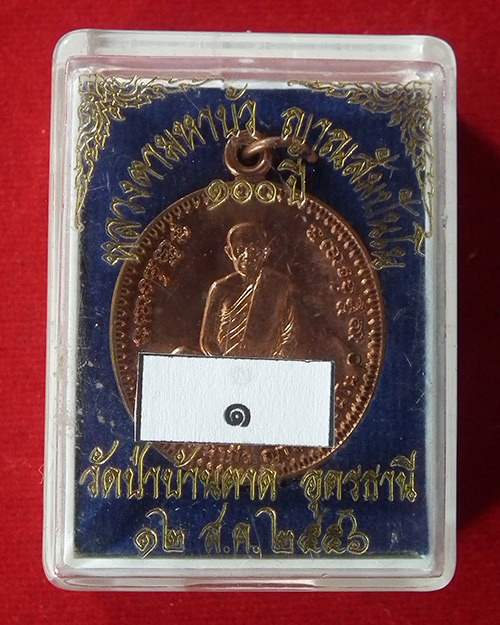 หลวงตามหาบัว ญาณสัมปันโน
๑๐๐ ปี
๑
วัดป่าบ้านตาด อุดรธานี
๑๒ ส.ค. ๒๕๕๖